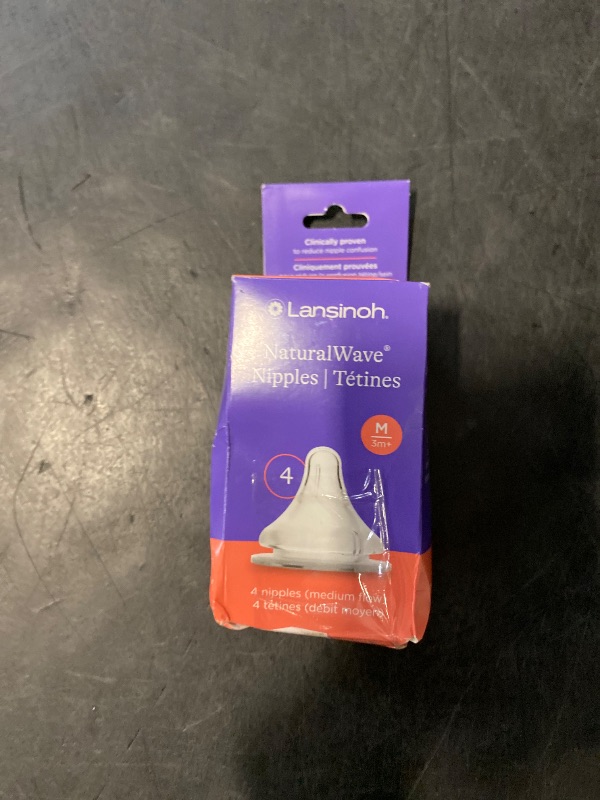 Clinically proven
to reduce nipple confusion
Cliniquement prouvées
Lansinoh®
NaturalWave®
Nipples | Tétines
M
3m+
4
4 nipples (medium flow)
4 tétines (débit moyen)